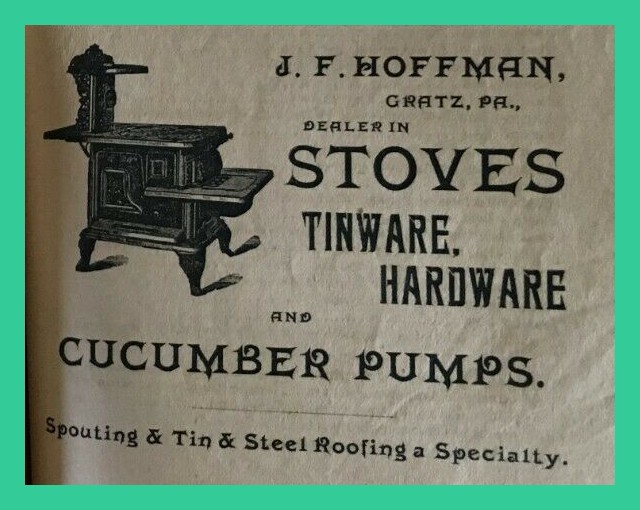 J. F. HOFFMAN,
GRATZ, PA.,
DEALER IN
STOVES
TINWARE,
HARDWARE
AND
CUCUMBER PUMPS.
Spouting & Tin & Steel Roofing a Specialty.